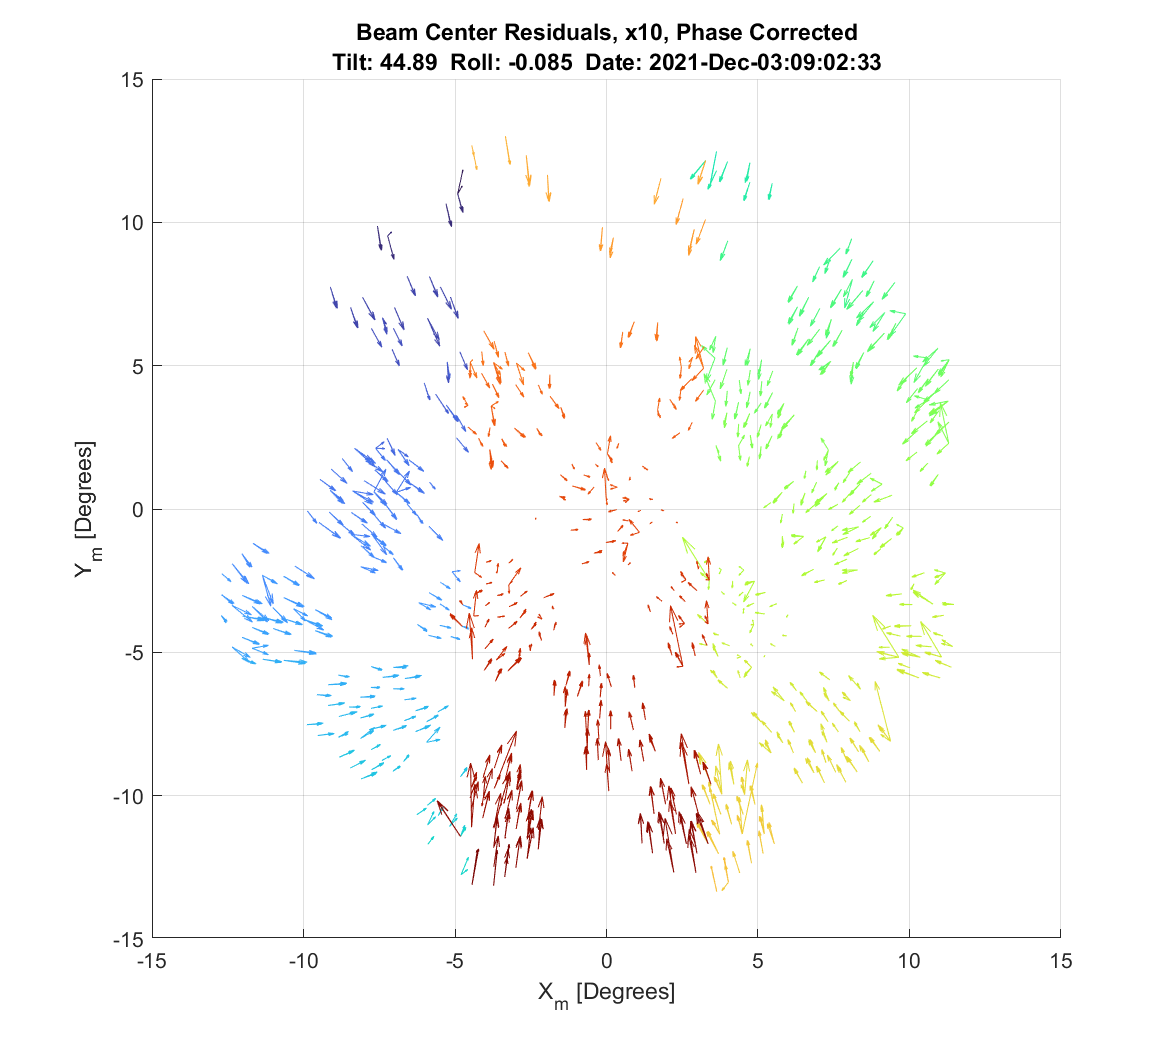 Beam Center Residuals, x10, Phase Corrected
Tilt: 44.89 Roll: -0.085 Date: 2021-Dec-03:09:02:33
15
10
5
0
-5
-10
-15
Y_m [Degrees]
-15 -10 -5 0 5 10 15
X_m [Degrees]